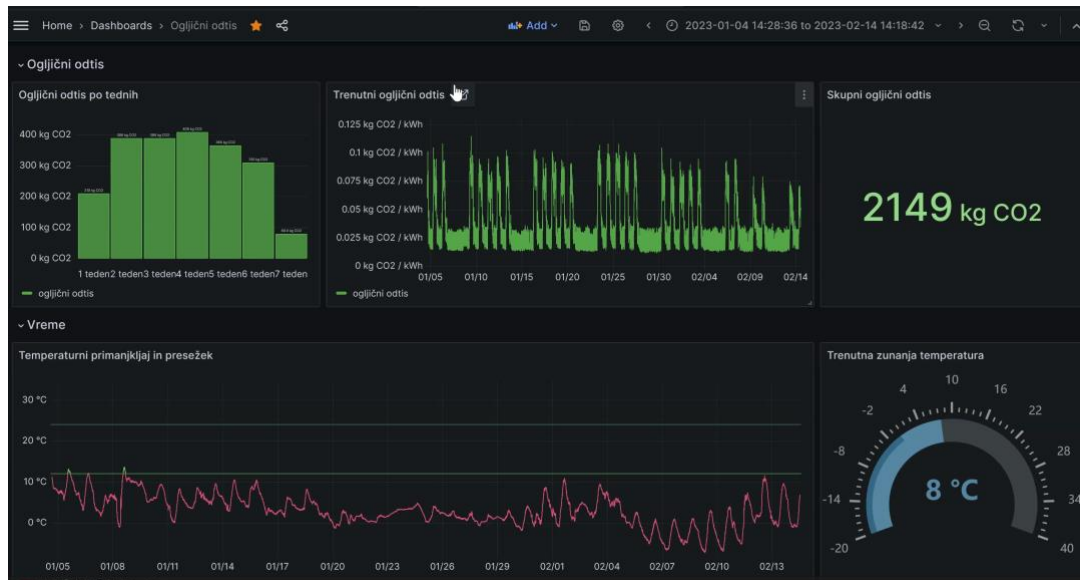 Home › Dashboards › Ogljični odtis
Add
2023-01-04 14:28:36 to 2023-02-14 14:18:42
Ogljični odtis
Ogljični odtis po tednih
400 kg CO2
300 kg CO2
200 kg CO2
100 kg CO2
0 kg CO2
1 teden2 teden3 teden4 teden5 teden6 teden7 teden
ogljični odtis
Trenutni ogljični odtis
0.125 kg CO2 / kWh
0.1 kg CO2 / kWh
0.075 kg CO2 / kWh
0.05 kg CO2 / kWh
0.025 kg CO2 / kWh
0 kg CO2 / kWh
01/05 01/10 01/15 01/20 01/25 01/30 02/04 02/09 02/14
ogljični odtis
Skupni ogljični odtis
2149 kg CO2
Vreme
Temperaturni primanjkljaj in presežek
30 °C
20 °C
10 °C
0 °C
01/05 01/08 01/11 01/14 01/17 01/20 01/23 01/26 01/29 02/01 02/04 02/07 02/10 02/13
Trenutna zunanja temperatura
-20 -14 -8 -2 4 10 16 22 28 34 40
8 °C